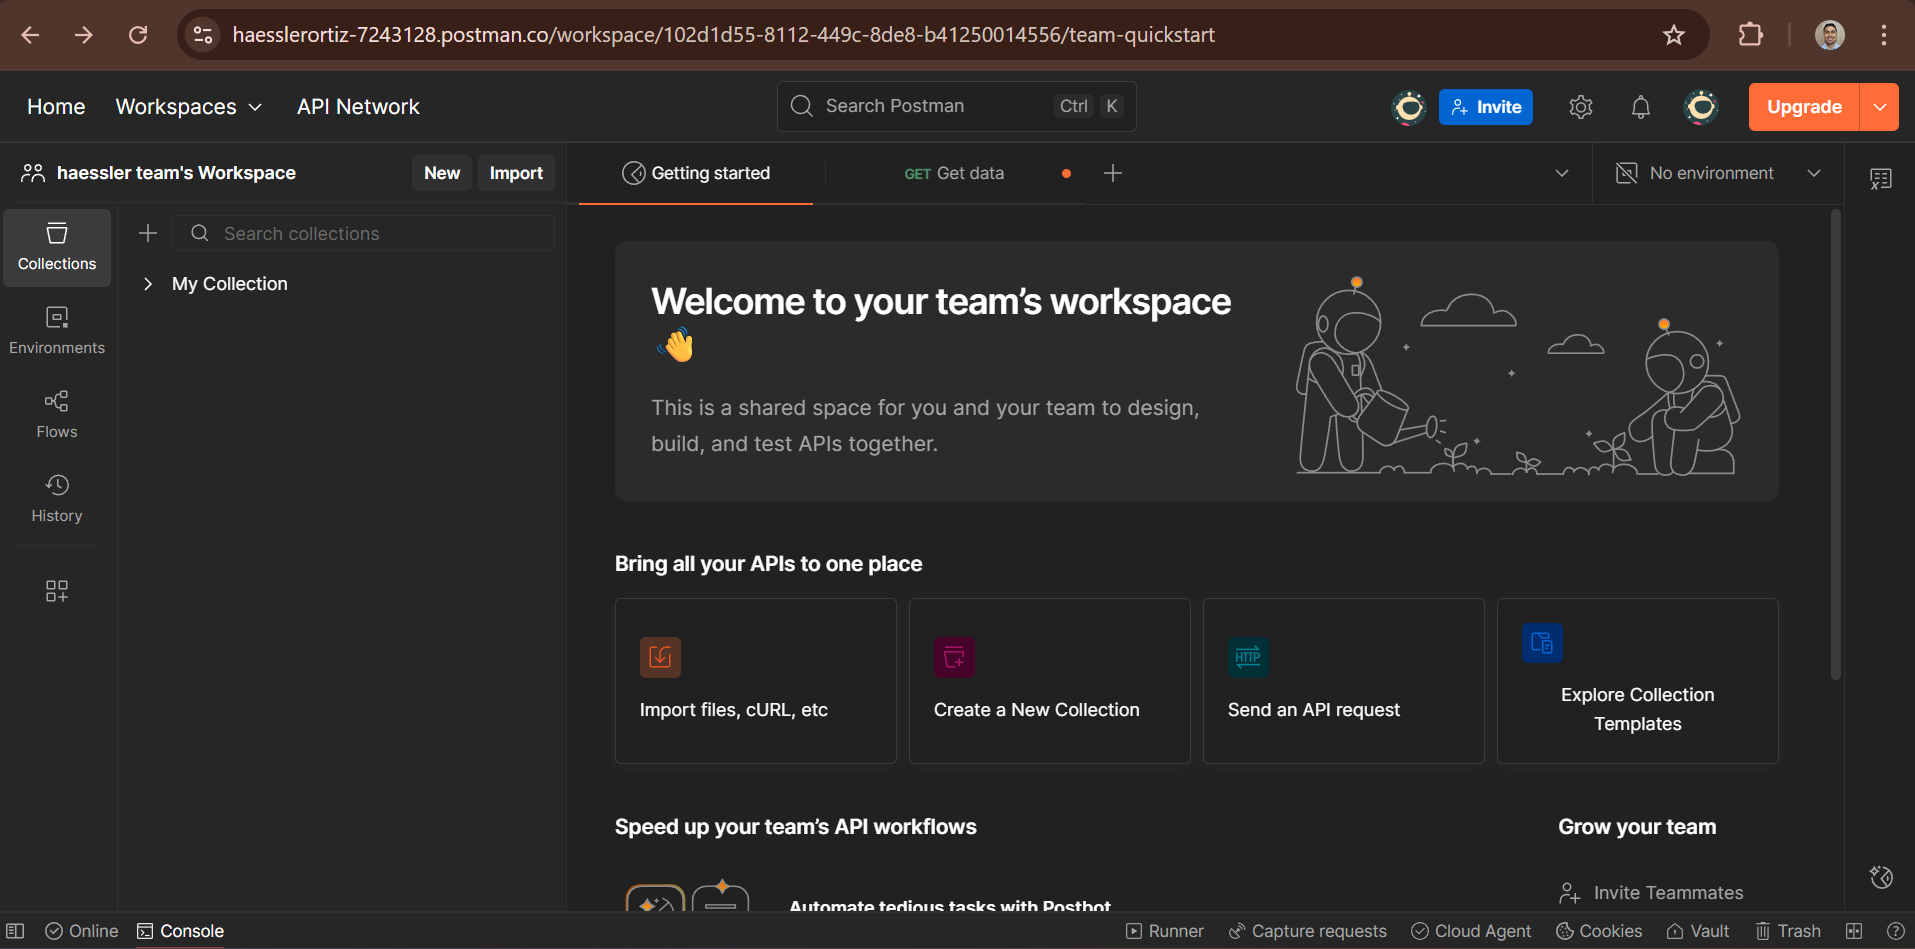 haesslerortiz-7243128.postman.co/workspace/102d1d55-8112-449c-8de8-b41250014556/team-quickstart
Home
Workspaces
API Network
Search Postman
Ctrl
K
Invite
Upgrade
haessler team's Workspace
New
Import
Getting started
GET Get data
No environment
Collections
Environments
Flows
History
Search collections
My Collection
Welcome to your team’s workspace
This is a shared space for you and your team to design,
build, and test APIs together.
Bring all your APIs to one place
Import files, cURL, etc
Create a New Collection
HTTP
Send an API request
Explore Collection
Templates
Speed up your team’s API workflows
Automate tedious tasks with Postbot
Grow your team
Invite Teammates
Online
Console
Runner
Capture requests
Cloud Agent
Cookies
Vault
Trash